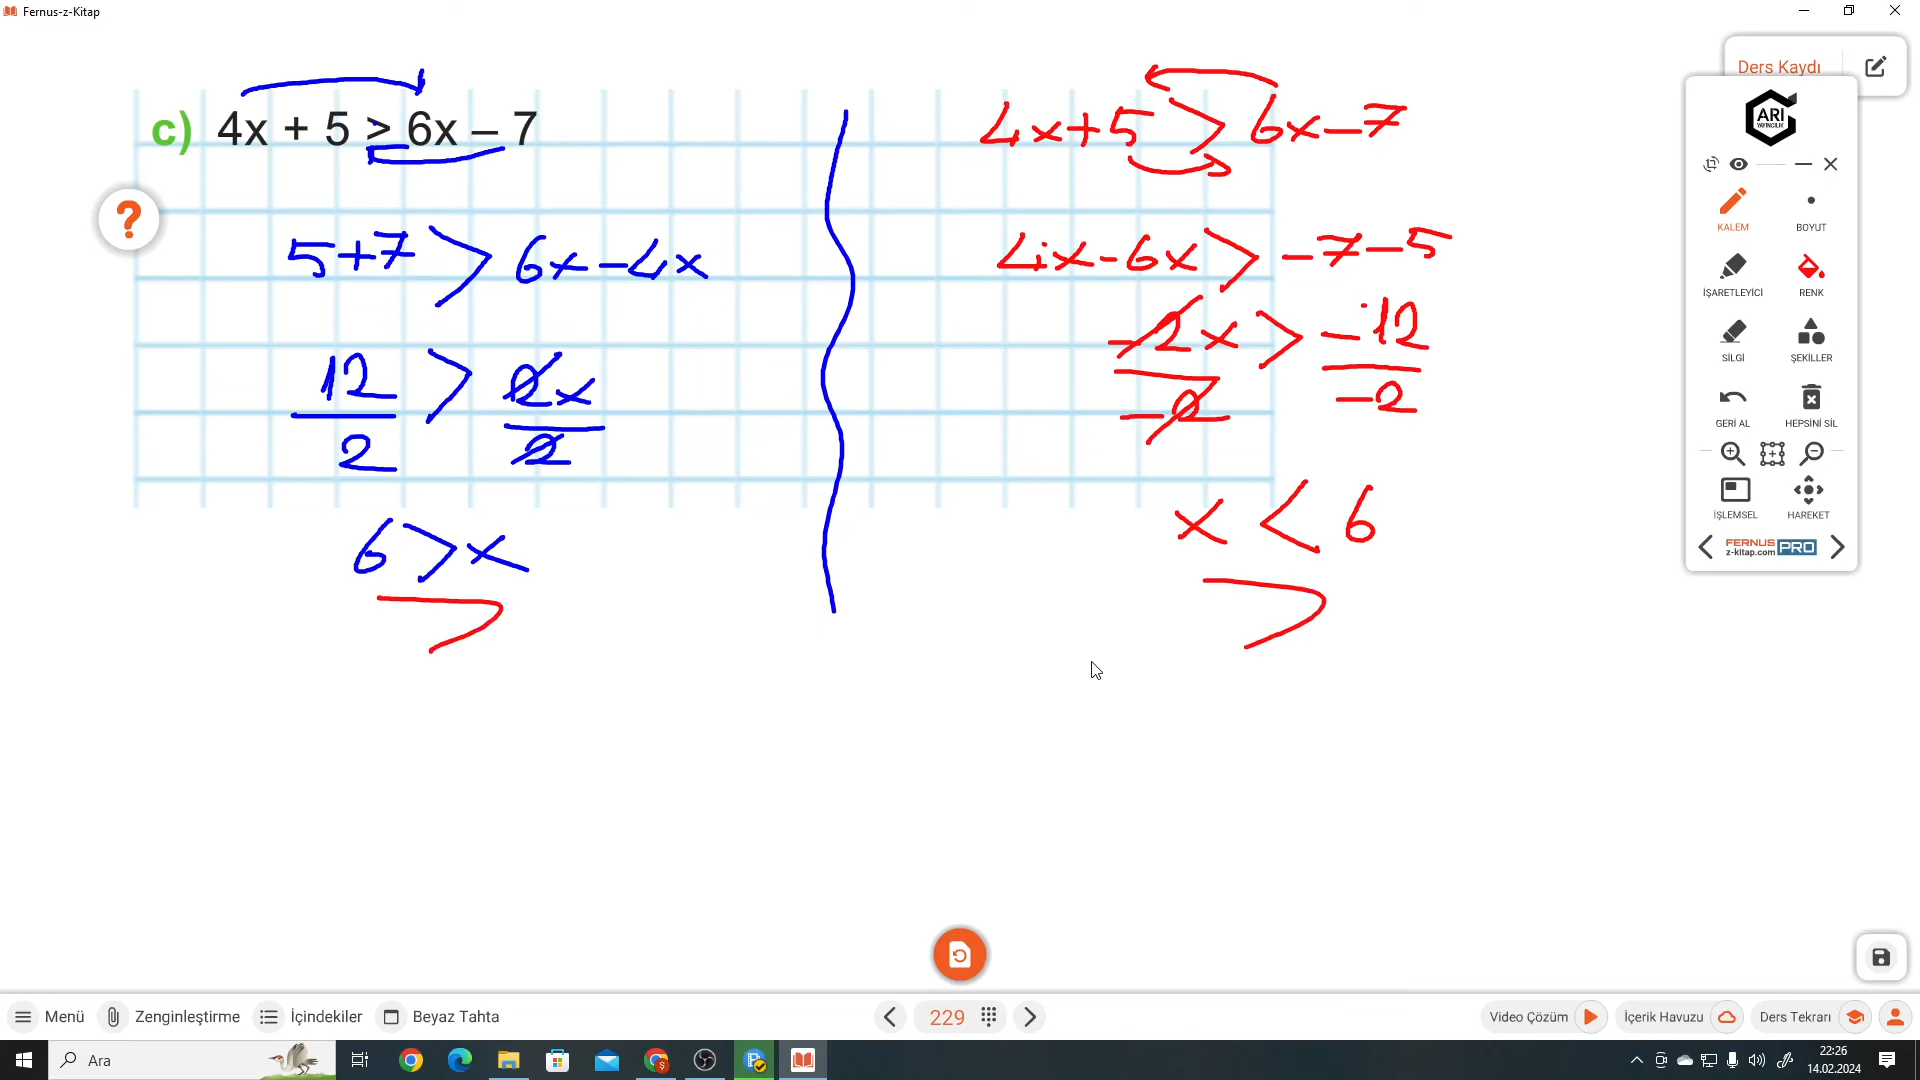 Fernus-z-Kitap
Ders Kaydı
c) 4x + 5 > 6x – 7
5+7 > 6x-4x
12/2 > 2x/2
6 > x
4x+5 > 6x-7
4x-6x > -7-5
-2x/-2 > -12/-2
x < 6
?
ARI
YAYINCILIK
KALEM
BOYUT
İŞARETLEYİCİ
RENK
SİLGİ
ŞEKİLLER
GERİ AL
HEPSİNİ SİL
İŞLEMSEL
HAREKET
FERNUS
z-kitap.com PRO
Menü
Zenginleştirme
İçindekiler
Beyaz Tahta
229
Video Çözüm
İçerik Havuzu
Ders Tekrarı
Ara
22:26
14.02.2024